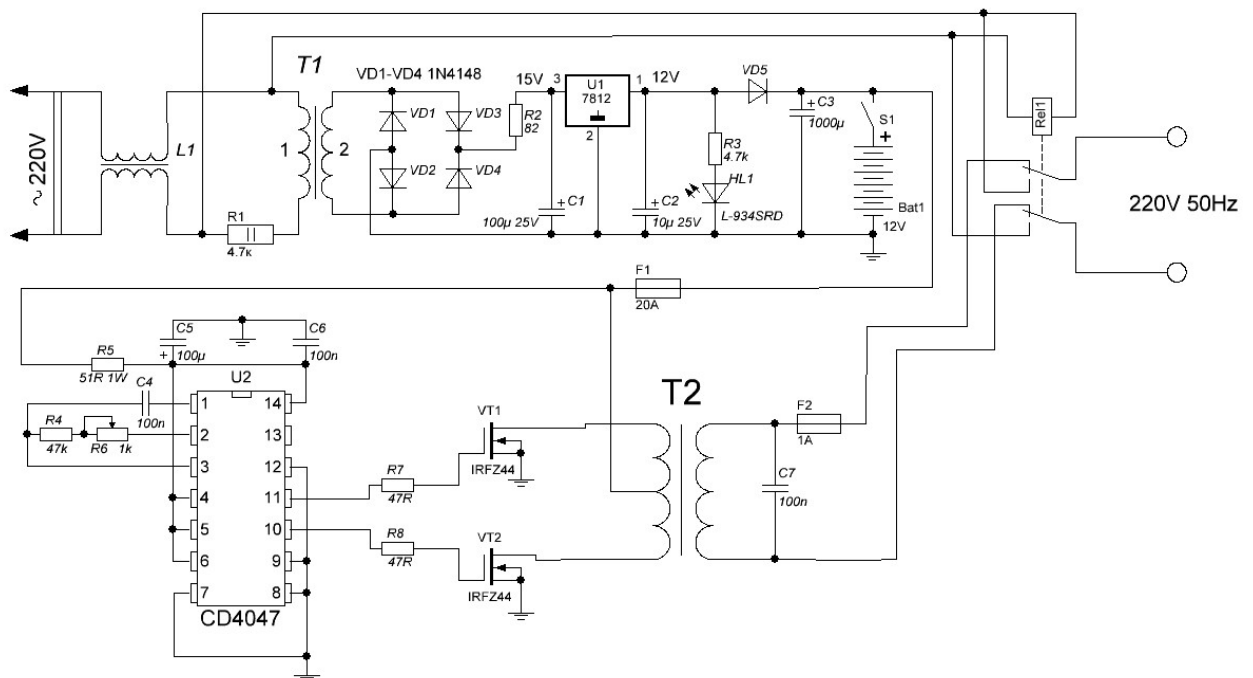 T1
VD1-VD4 1N4148
~ 220V
L1
1
2
R1
4.7к
VD1
VD3
VD2
VD4
15V
R2
82
3
U1
7812
2
1
12V
+ C1
100µ 25V
+ C2
10µ 25V
R3
4.7k
HL1
L-934SRD
VD5
+ C3
1000µ
S1
+
Bat1
12V
Rel1
220V 50Hz
F1
20A
C5
+ 100µ
C6
100n
R5
51R 1W
C4
100n
U2
R4
47k
R6 1k
1 14
2 13
3 12
4 11
5 10
6 9
7 8
CD4047
R7
47R
R8
47R
VT1
IRFZ44
VT2
IRFZ44
T2
F2
1A
C7
100n